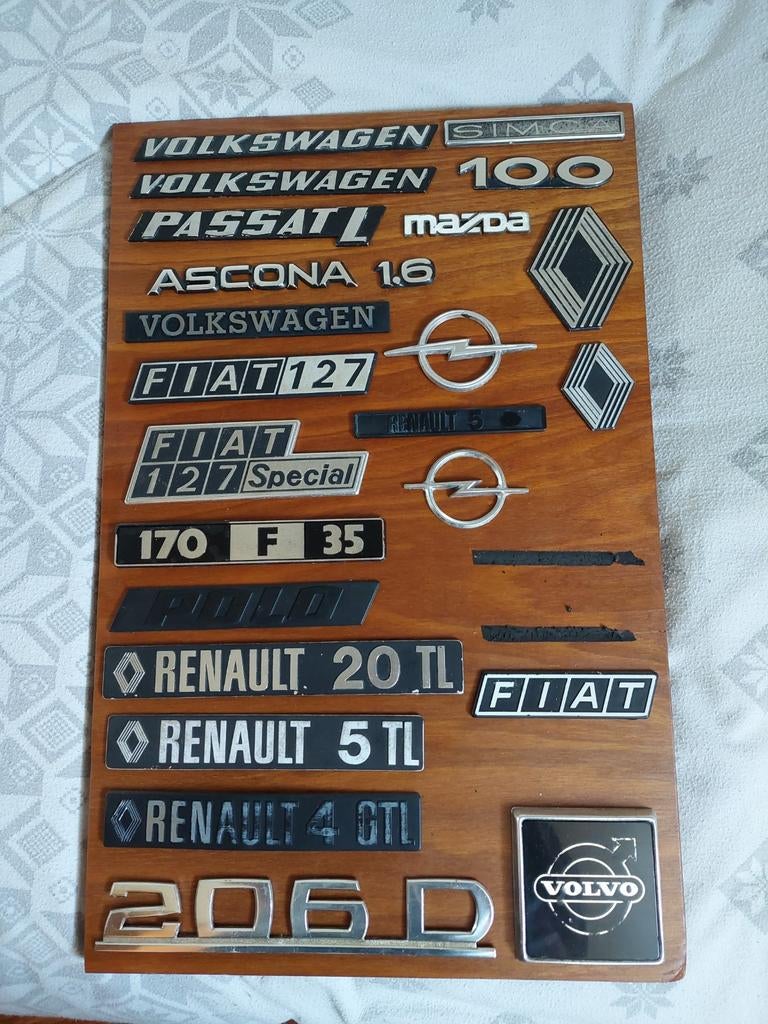 VOLKSWAGEN
SIMCA
VOLKSWAGEN
100
PASSAT L
mazda
ASCONA 1.6
VOLKSWAGEN
FIAT 127
RENAULT 5
FIAT
127 Special
170 F 35
POLO
RENAULT 20 TL
FIAT
RENAULT 5 TL
RENAULT 4 GTL
VOLVO
206 D